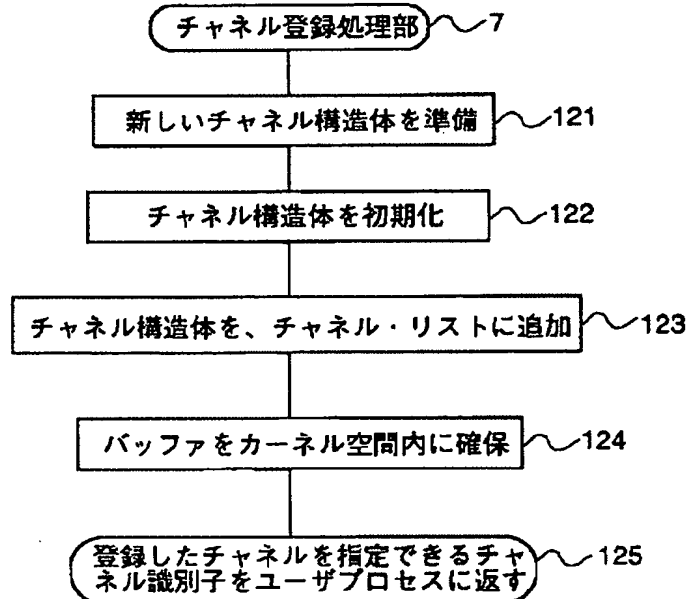 チャネル登録処理部 7
新しいチャネル構造体を準備 121
チャネル構造体を初期化 122
チャネル構造体を、チャネル・リストに追加 123
バッファをカーネル空間内に確保 124
登録したチャネルを指定できるチャ 125
ネル識別子をユーザプロセスに返す